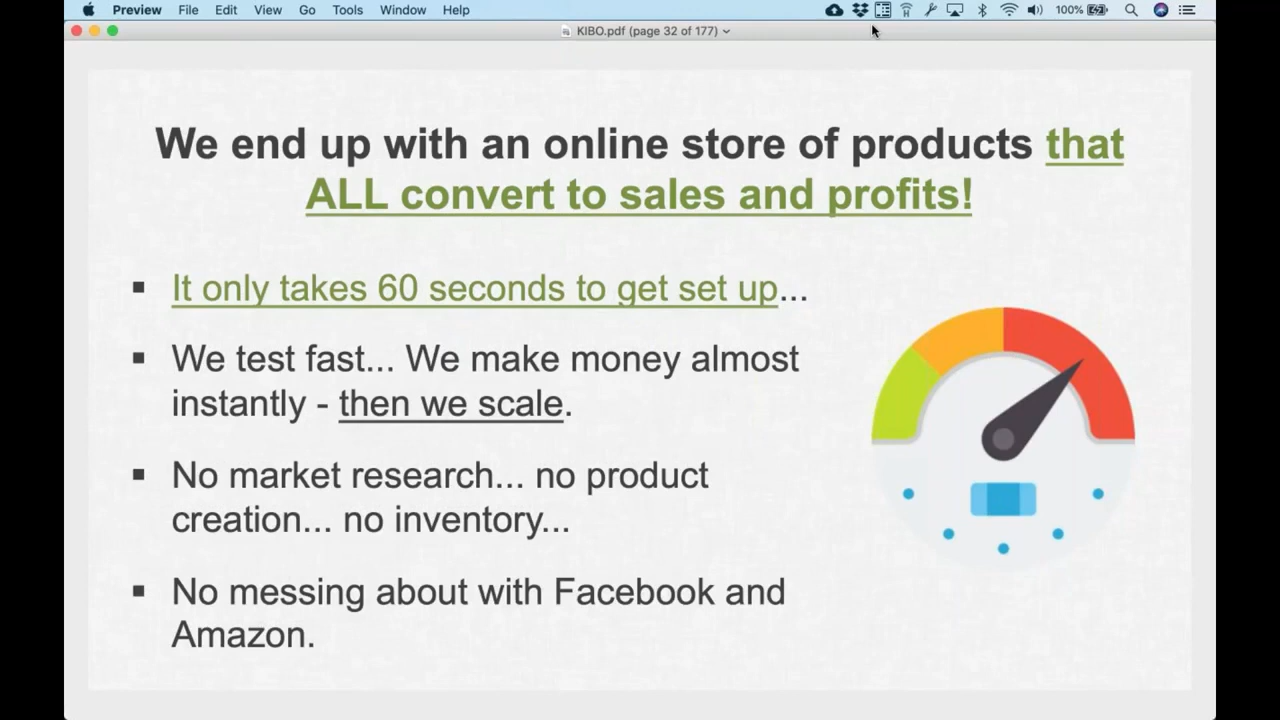 Preview File Edit View Go Tools Window Help 100%
KIBO.pdf (page 32 of 177)
We end up with an online store of products that
ALL convert to sales and profits!
▪ It only takes 60 seconds to get set up...
▪ We test fast... We make money almost
instantly - then we scale.
▪ No market research... no product
creation... no inventory...
▪ No messing about with Facebook and
Amazon.